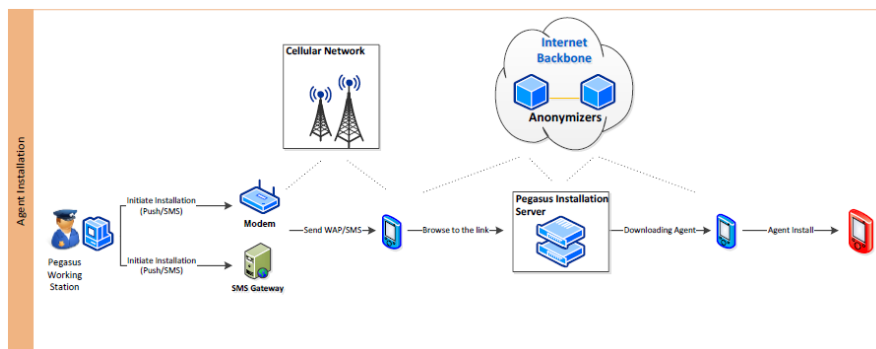 Agent Installation
Cellular Network
Internet
Backbone
Anonymizers
Pegasus
Working
Station
Initiate Installation
(Push/SMS)
Initiate Installation
(Push/SMS)
Modem
SMS Gateway
Send WAP/SMS
Browse to the link
Pegasus Installation
Server
Downloading Agent
Agent Install